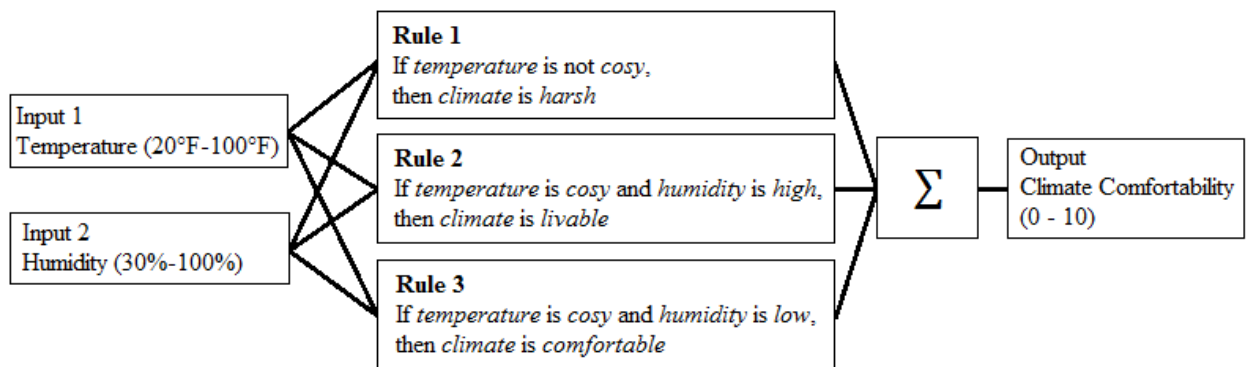 Input 1
Temperature (20°F-100°F)
Input 2
Humidity (30%-100%)
Rule 1
If temperature is not cosy,
then climate is harsh
Rule 2
If temperature is cosy and humidity is high,
then climate is livable
Rule 3
If temperature is cosy and humidity is low,
then climate is comfortable
Σ
Output
Climate Comfortability
(0 - 10)